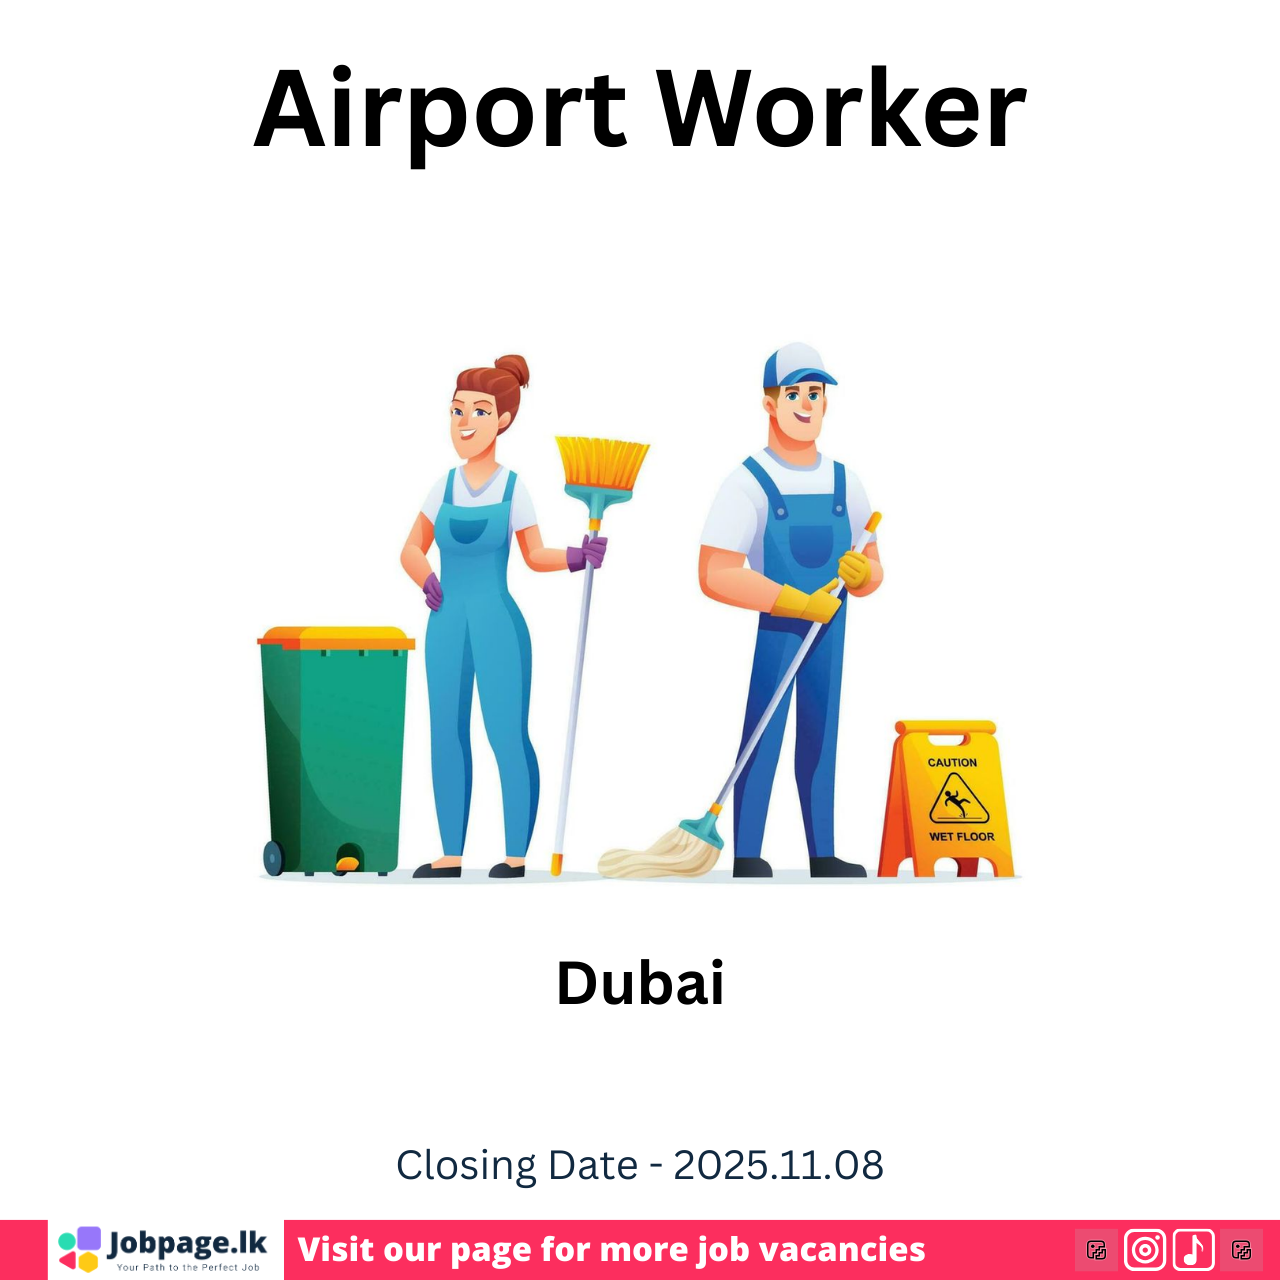 Airport Worker
CAUTION
WET FLOOR
Dubai
Closing Date - 2025.11.08
Jobpage.lk
Your Path to the Perfect Job
Visit our page for more job vacancies